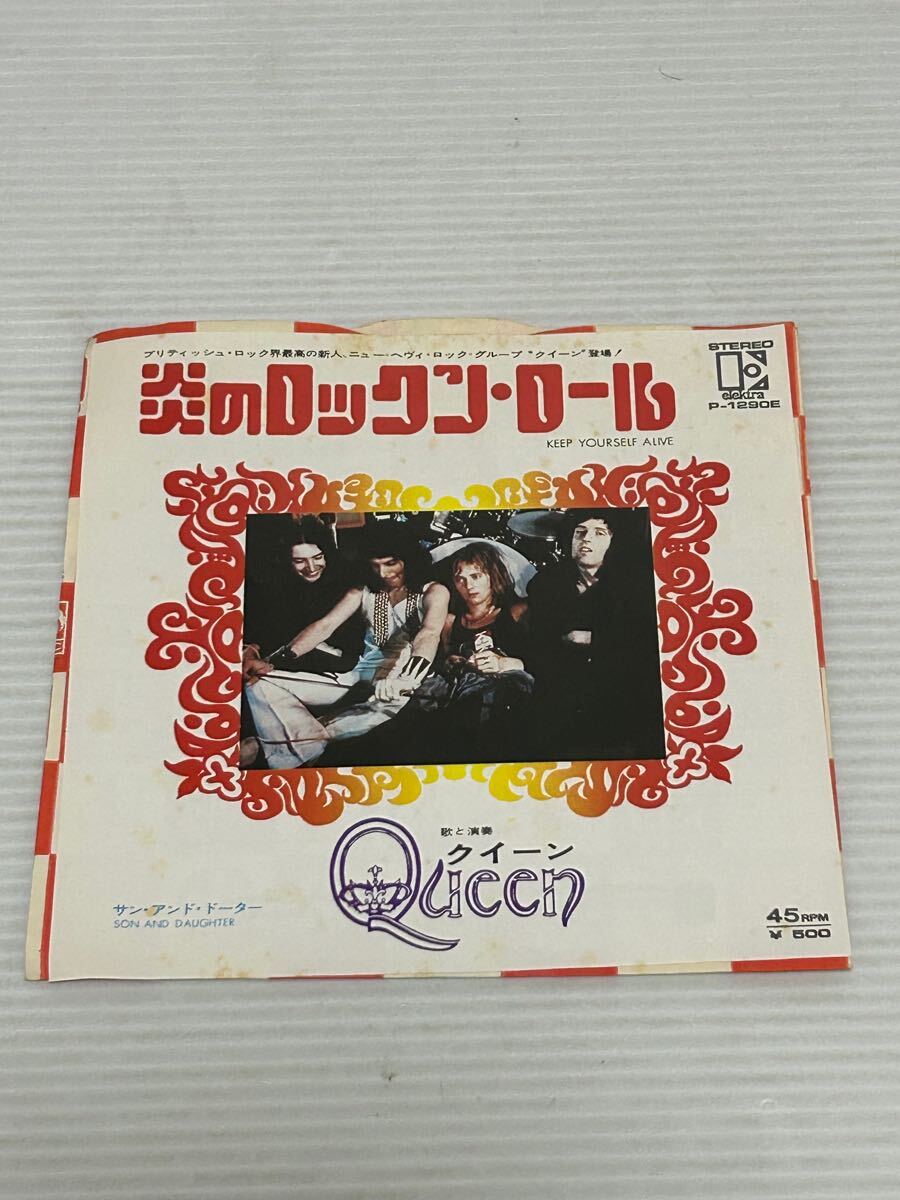 ブリティッシュ・ロック界最高の新人、ニュー・ヘヴィ・ロック・グループ“クイーン”登場！
炎のロックン・ロール
KEEP YOURSELF ALIVE
STEREO
elektra
P-1290E
歌と演奏
クイーン
Queen
サン・アンド・ドーター
SON AND DAUGHTER
45RPM
¥ 500